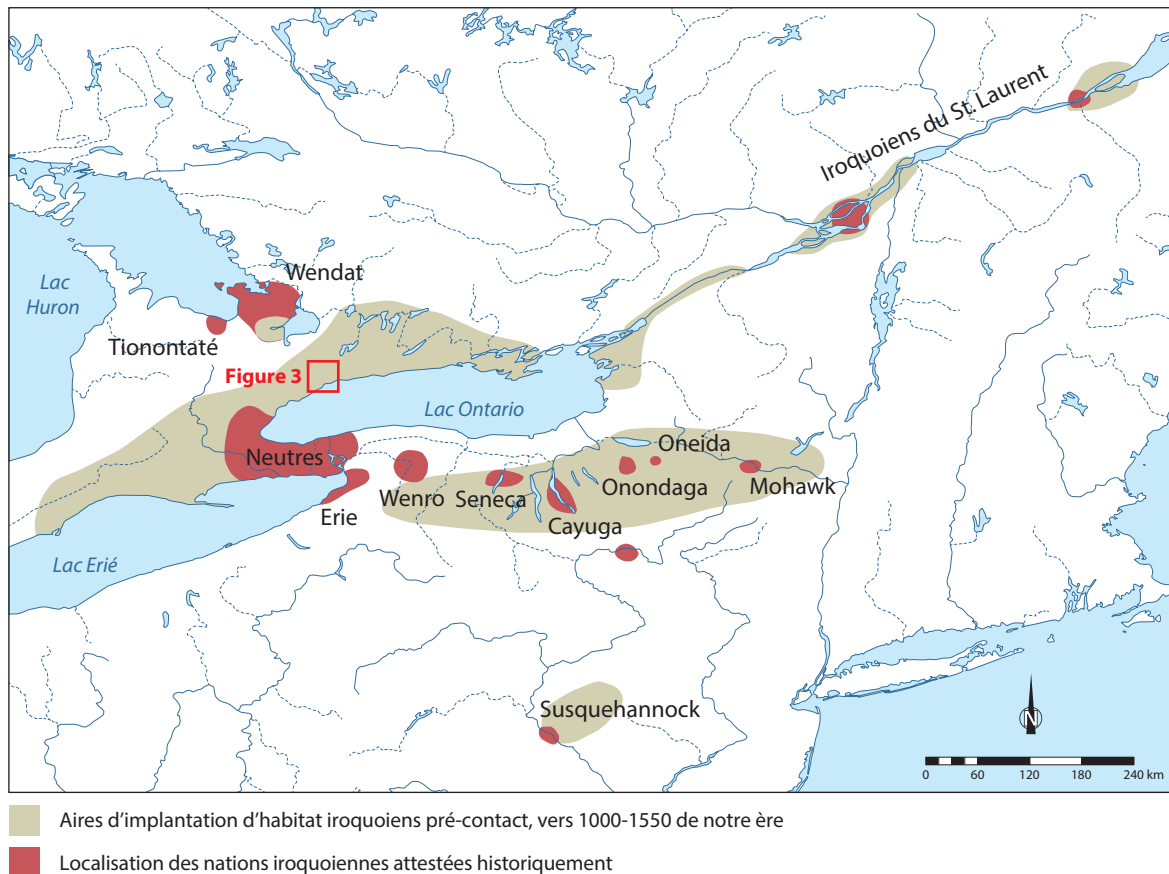 Iroquoiens du St. Laurent
Wendat
Lac
Huron
Tionontaté
Figure 3
Lac Ontario
Neutres
Oneida
Wenro
Seneca
Onondaga
Mohawk
Erie
Cayuga
Lac Erié
Susquehannock
N
0 60 120 180 240 km
Aires d'implantation d'habitat iroquoiens pré-contact, vers 1000-1550 de notre ère
Localisation des nations iroquoiennes attestées historiquement